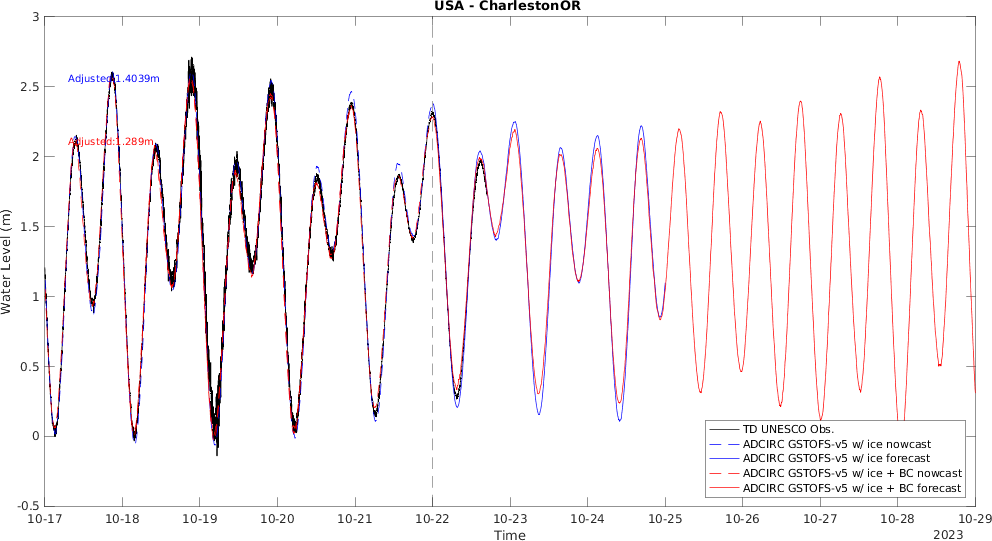 USA - CharlestonOR
3
2.5
2
1.5
1
0.5
0
-0.5
Water Level (m)
Adjusted:1.4039m
Adjusted:1.289m
TD UNESCO Obs.
ADCIRC GSTOFS-v5 w/ ice nowcast
ADCIRC GSTOFS-v5 w/ ice forecast
ADCIRC GSTOFS-v5 w/ ice + BC nowcast
ADCIRC GSTOFS-v5 w/ ice + BC forecast
10-17 10-18 10-19 10-20 10-21 10-22 10-23 10-24 10-25 10-26 10-27 10-28 10-29
Time
2023